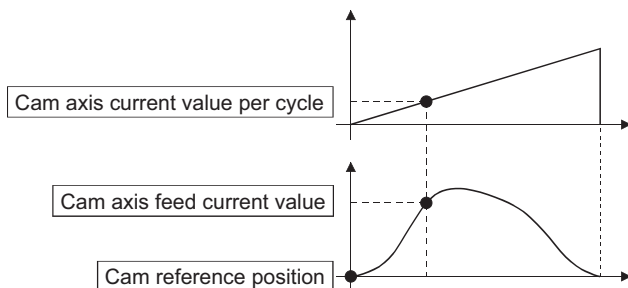 Cam axis current value per cycle
Cam axis feed current value
Cam reference position